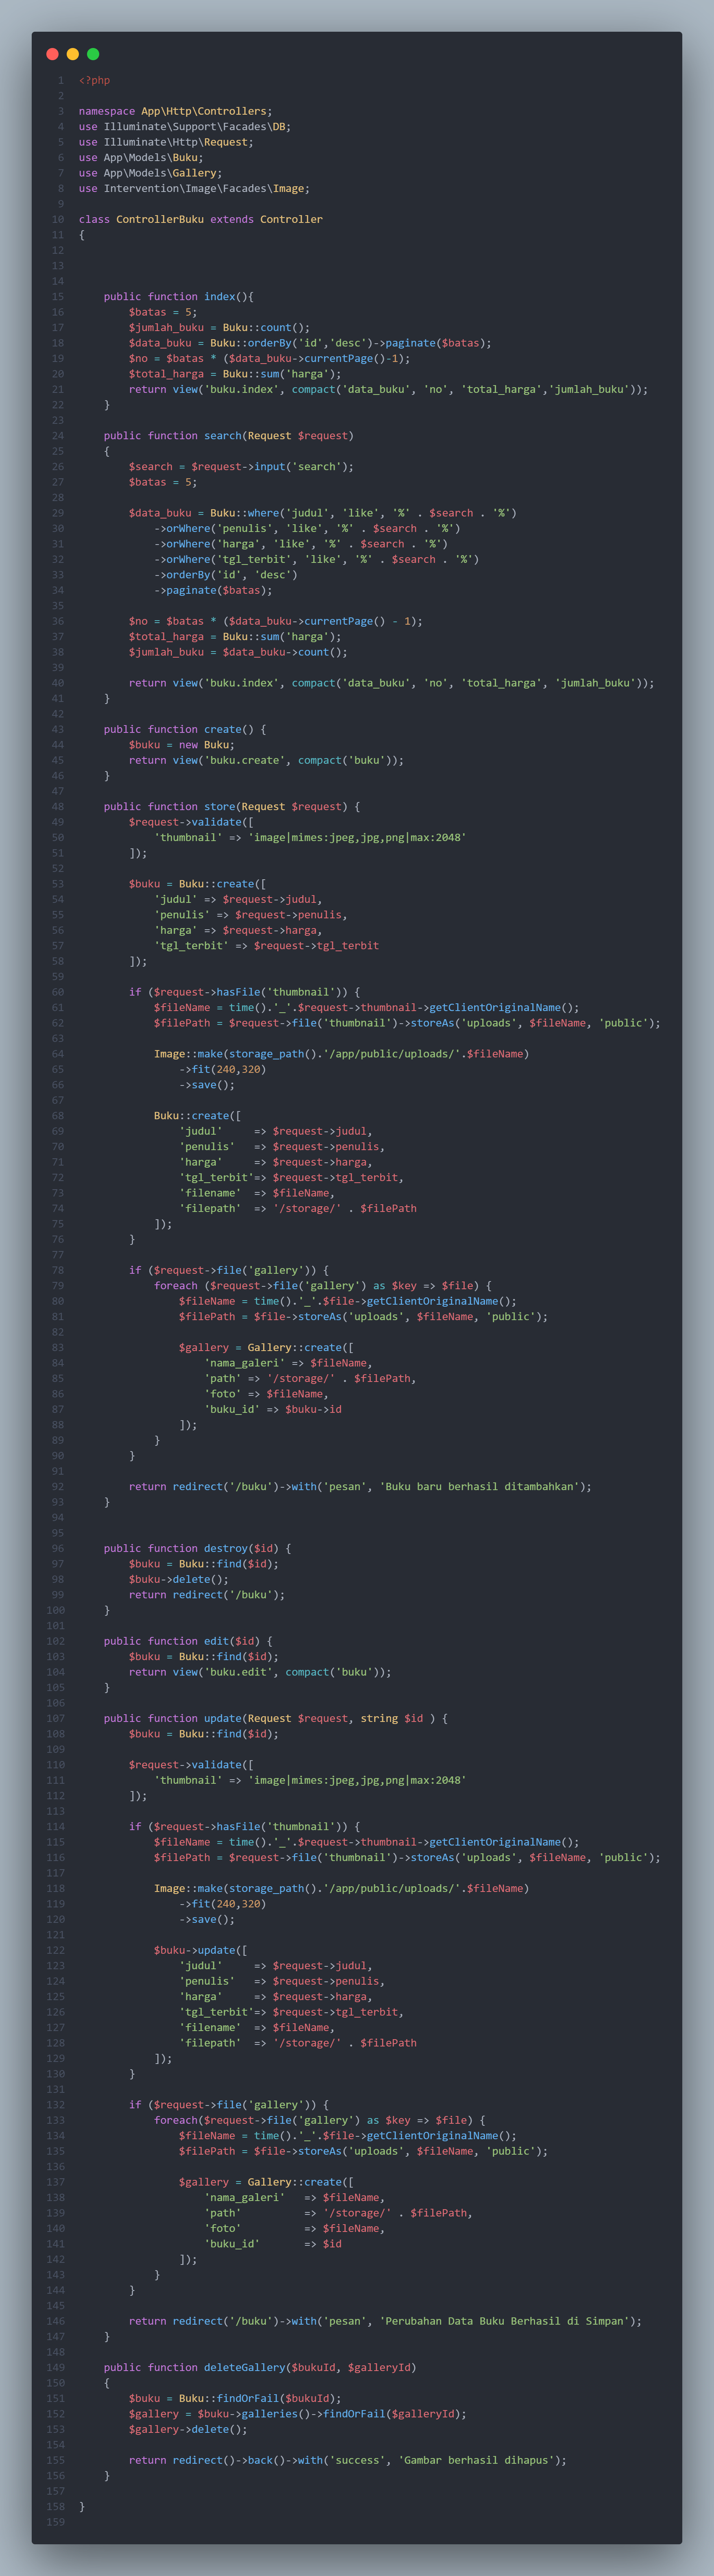 1 <?php
2
3 namespace App\Http\Controllers;
4 use Illuminate\Support\Facades\DB;
5 use Illuminate\Http\Request;
6 use App\Models\Buku;
7 use App\Models\Gallery;
8 use Intervention\Image\Facades\Image;
9
10 class ControllerBuku extends Controller
11 {
12
13
14
15     public function index(){
16         $batas = 5;
17         $jumlah_buku = Buku::count();
18         $data_buku = Buku::orderBy('id','desc')->paginate($batas);
19         $no = $batas * ($data_buku->currentPage()-1);
20         $total_harga = Buku::sum('harga');
21         return view('buku.index', compact('data_buku', 'no', 'total_harga','jumlah_buku'));
22     }
23
24     public function search(Request $request)
25     {
26         $search = $request->input('search');
27         $batas = 5;
28
29         $data_buku = Buku::where('judul', 'like', '%' . $search . '%')
30             ->orWhere('penulis', 'like', '%' . $search . '%')
31             ->orWhere('harga', 'like', '%' . $search . '%')
32             ->orWhere('tgl_terbit', 'like', '%' . $search . '%')
33             ->orderBy('id', 'desc')
34             ->paginate($batas);
35
36         $no = $batas * ($data_buku->currentPage() - 1);
37         $total_harga = Buku::sum('harga');
38         $jumlah_buku = $data_buku->count();
39
40         return view('buku.index', compact('data_buku', 'no', 'total_harga', 'jumlah_buku'));
41     }
42
43     public function create() {
44         $buku = new Buku;
45         return view('buku.create', compact('buku'));
46     }
47
48     public function store(Request $request) {
49         $request->validate([
50             'thumbnail' => 'image|mimes:jpeg,jpg,png|max:2048'
51         ]);
52
53         $buku = Buku::create([
54             'judul' => $request->judul,
55             'penulis' => $request->penulis,
56             'harga' => $request->harga,
57             'tgl_terbit' => $request->tgl_terbit
58         ]);
59
60         if ($request->hasFile('thumbnail')) {
61             $fileName = time().'_'.$request->thumbnail->getClientOriginalName();
62             $filePath = $request->file('thumbnail')->storeAs('uploads', $fileName, 'public');
63
64             Image::make(storage_path().'/app/public/uploads/'.$fileName)
65                 ->fit(240,320)
66                 ->save();
67
68             Buku::create([
69                 'judul'     => $request->judul,
70                 'penulis'   => $request->penulis,
71                 'harga'     => $request->harga,
72                 'tgl_terbit'=> $request->tgl_terbit,
73                 'filename'  => $fileName,
74                 'filepath'  => '/storage/' . $filePath
75             ]);
76         }
77
78         if ($request->file('gallery')) {
79             foreach ($request->file('gallery') as $key => $file) {
80                 $fileName = time().'_'.$file->getClientOriginalName();
81                 $filePath = $file->storeAs('uploads', $fileName, 'public');
82
83                 $gallery = Gallery::create([
84                     'nama_galeri' => $fileName,
85                     'path' => '/storage/' . $filePath,
86                     'foto' => $fileName,
87                     'buku_id' => $buku->id
88                 ]);
89             }
90         }
91
92         return redirect('/buku')->with('pesan', 'Buku baru berhasil ditambahkan');
93     }
94
95
96     public function destroy($id) {
97         $buku = Buku::find($id);
98         $buku->delete();
99         return redirect('/buku');
100     }
101
102     public function edit($id) {
103         $buku = Buku::find($id);
104         return view('buku.edit', compact('buku'));
105     }
106
107     public function update(Request $request, string $id ) {
108         $buku = Buku::find($id);
109
110         $request->validate([
111             'thumbnail' => 'image|mimes:jpeg,jpg,png|max:2048'
112         ]);
113
114         if ($request->hasFile('thumbnail')) {
115             $fileName = time().'_'.$request->thumbnail->getClientOriginalName();
116             $filePath = $request->file('thumbnail')->storeAs('uploads', $fileName, 'public');
117
118             Image::make(storage_path().'/app/public/uploads/'.$fileName)
119                 ->fit(240,320)
120                 ->save();
121
122             $buku->update([
123                 'judul'     => $request->judul,
124                 'penulis'   => $request->penulis,
125                 'harga'     => $request->harga,
126                 'tgl_terbit'=> $request->tgl_terbit,
127                 'filename'  => $fileName,
128                 'filepath'  => '/storage/' . $filePath
129             ]);
130         }
131
132         if ($request->file('gallery')) {
133             foreach($request->file('gallery') as $key => $file) {
134                 $fileName = time().'_'.$file->getClientOriginalName();
135                 $filePath = $file->storeAs('uploads', $fileName, 'public');
136
137                 $gallery = Gallery::create([
138                     'nama_galeri'   => $fileName,
139                     'path'          => '/storage/' . $filePath,
140                     'foto'          => $fileName,
141                     'buku_id'       => $id
142                 ]);
143             }
144         }
145
146         return redirect('/buku')->with('pesan', 'Perubahan Data Buku Berhasil di Simpan');
147     }
148
149     public function deleteGallery($bukuId, $galleryId)
150     {
151         $buku = Buku::findOrFail($bukuId);
152         $gallery = $buku->galleries()->findOrFail($galleryId);
153         $gallery->delete();
154
155         return redirect()->back()->with('success', 'Gambar berhasil dihapus');
156     }
157
158 }
159